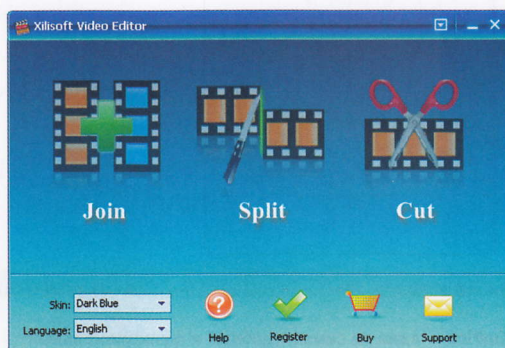 Xilisoft Video Editor
Join Split Cut
Skin: Dark Blue
Language: English
Help Register Buy Support